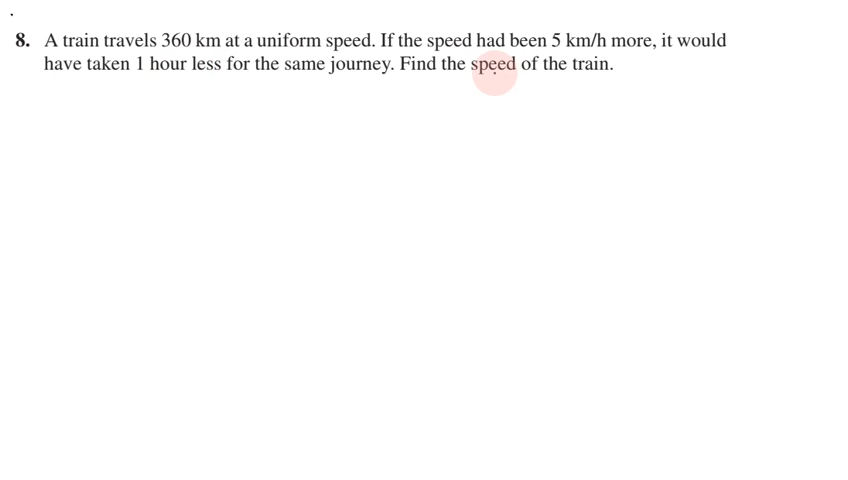 8. A train travels 360 km at a uniform speed. If the speed had been 5 km/h more, it would
have taken 1 hour less for the same journey. Find the speed of the train.